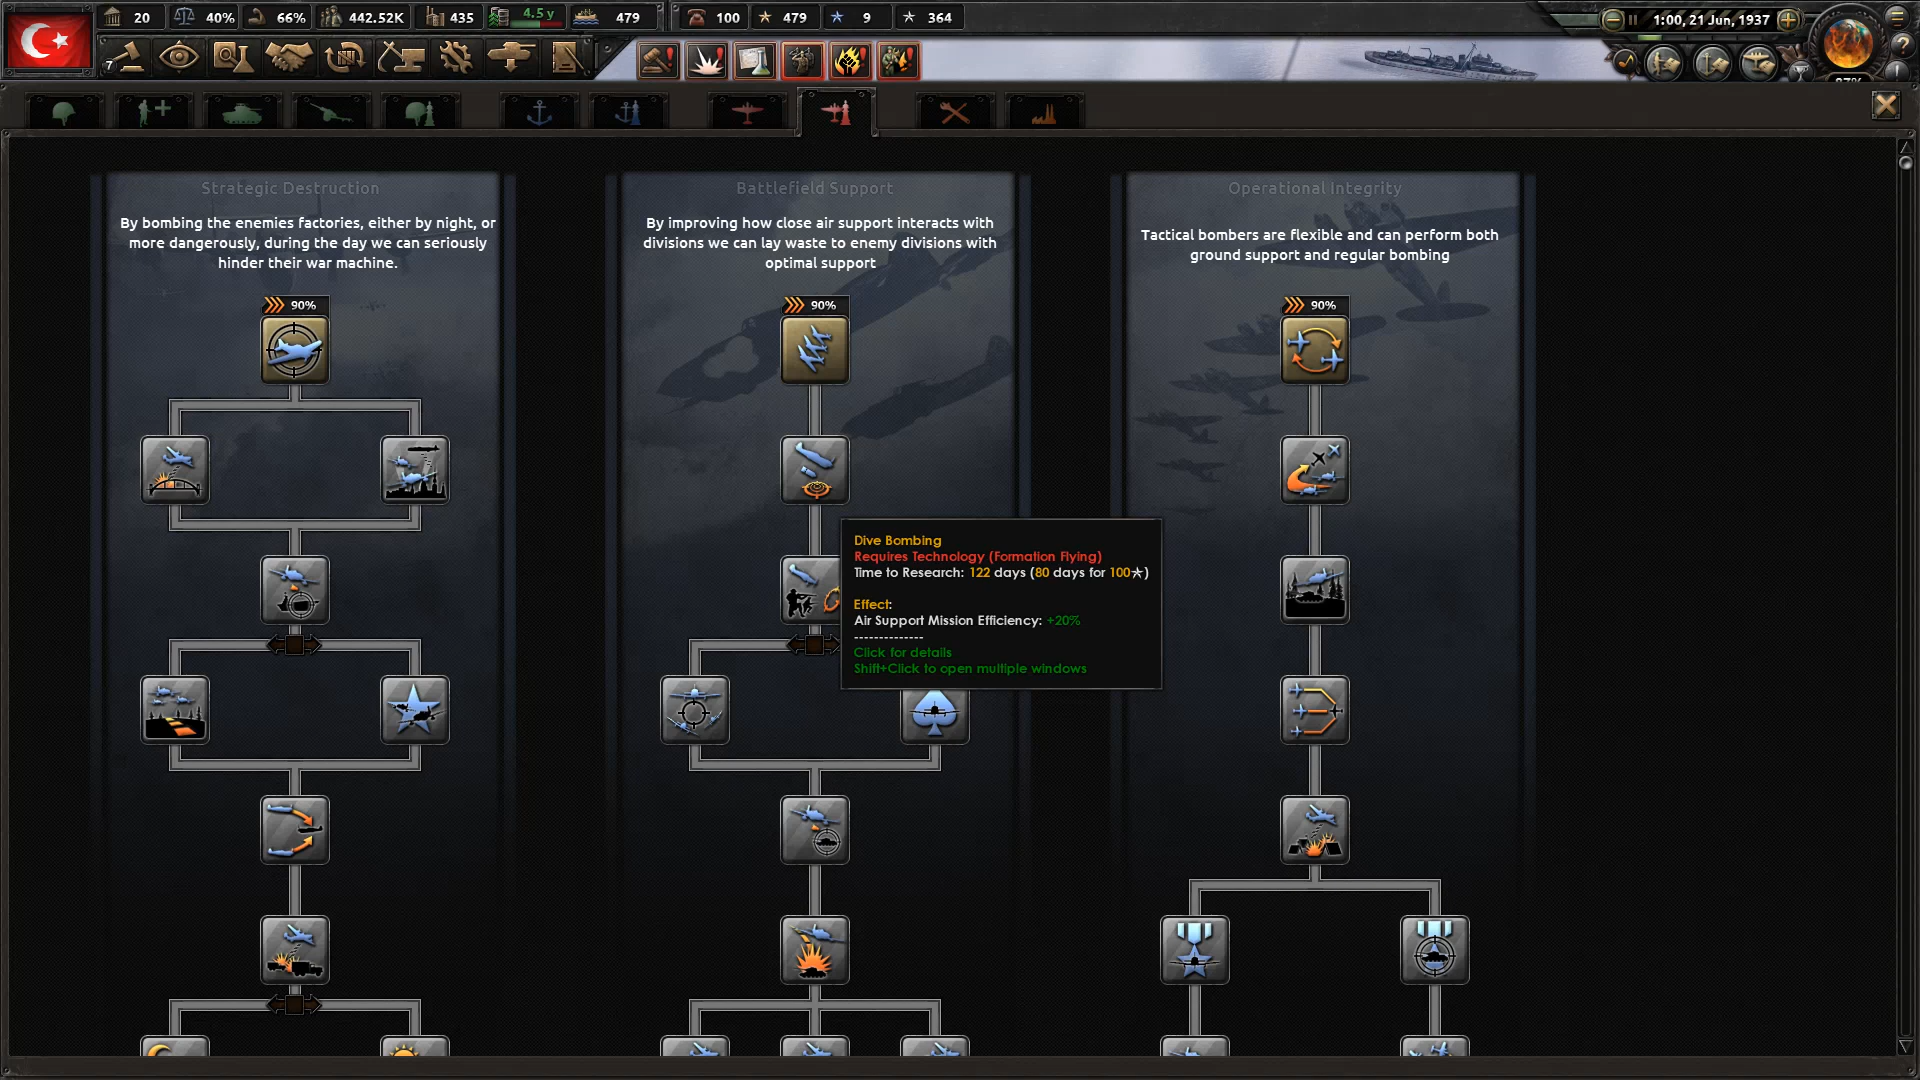 20
40%
66%
442.52K
435
4.5 y
479
100
479
9
364
1:00, 21 Jun, 1937
7
Strategic Destruction
By bombing the enemies factories, either by night, or
more dangerously, during the day we can seriously
hinder their war machine.
90%
Battlefield Support
By improving how close air support interacts with
divisions we can lay waste to enemy divisions with
optimal support
90%
Operational Integrity
Tactical bombers are flexible and can perform both
ground support and regular bombing
90%
Dive Bombing
Requires Technology (Formation Flying)
Time to Research: 122 days (80 days for 100★)
Effect:
Air Support Mission Efficiency: +20%
--------------
Click for details
Shift+Click to open multiple windows